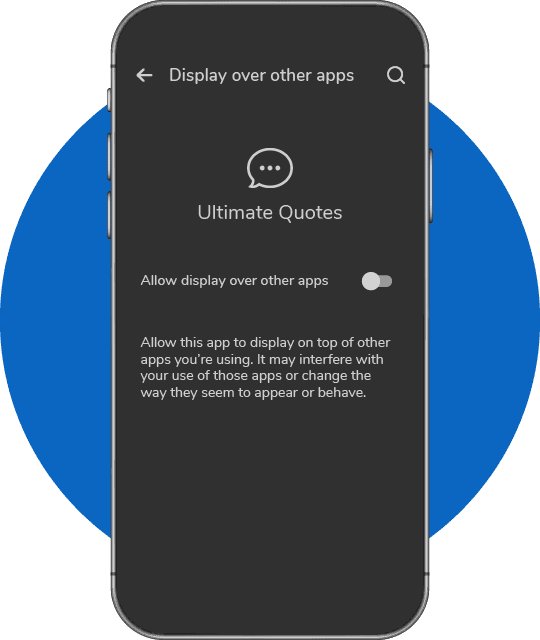 Display over other apps
Ultimate Quotes
Allow display over other apps
Allow this app to display on top of other
apps you’re using. It may interfere with
your use of those apps or change the
way they seem to appear or behave.